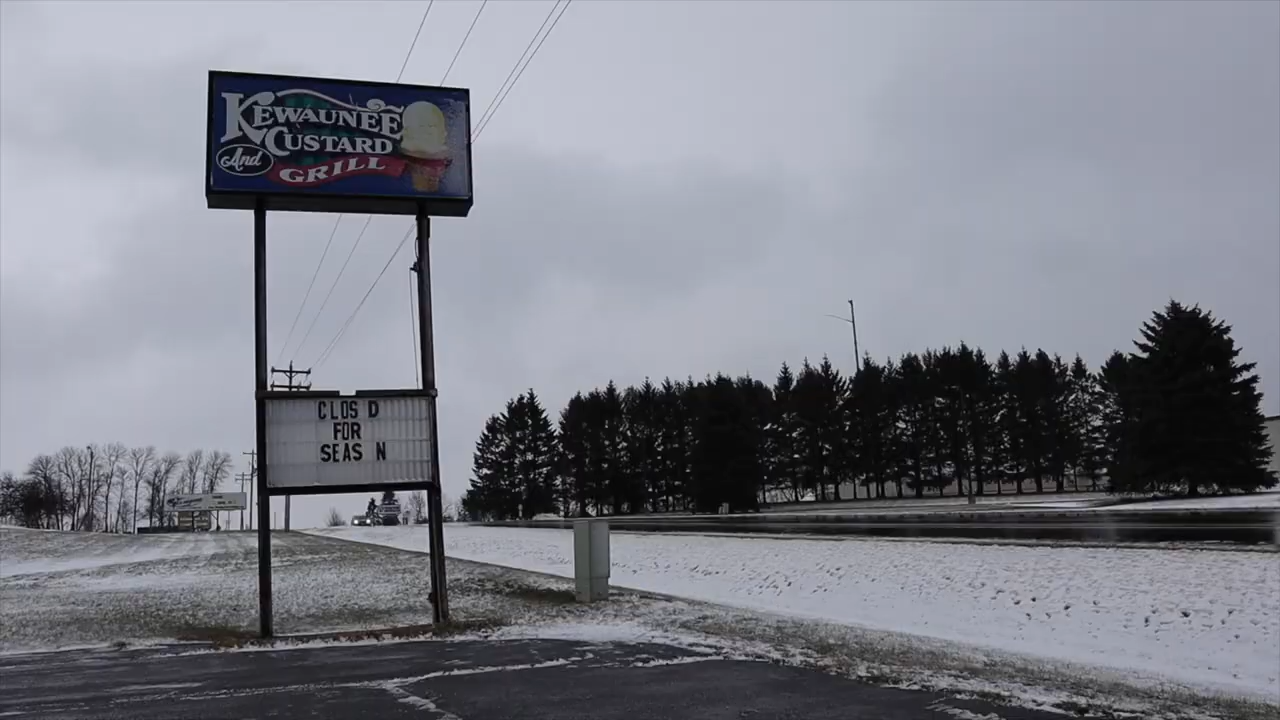 KEWAUNEE
CUSTARD
And
GRILL
CLOS D
FOR
SEAS N